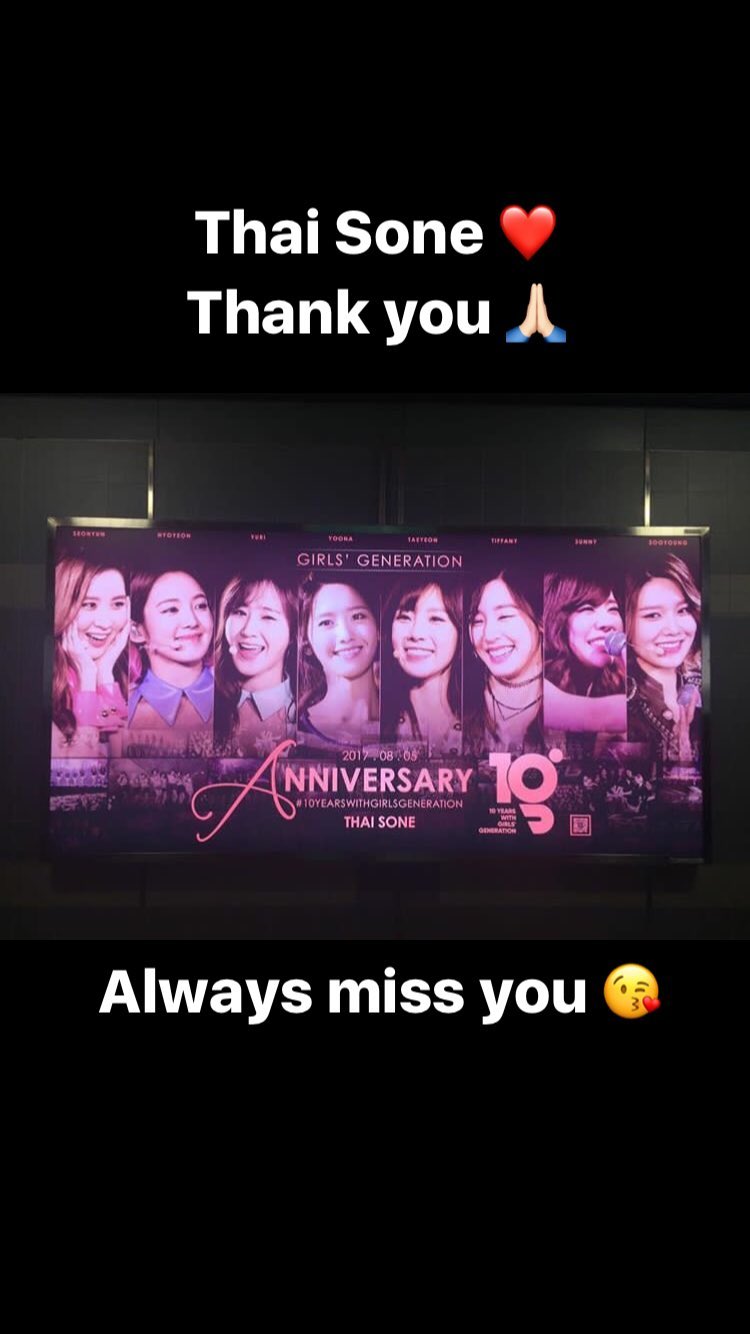 Thai Sone ❤️
Thank you 🙏🏻
SEOHYUN HYOYEON YURI YOONA TAEYEON TIFFANY SUNNY SOOYOUNG
GIRLS' GENERATION
2017.08.05
ANNIVERSARY
#10YEARSWITHGIRLSGENERATION
THAI SONE
10
10 YEARS
WITH
GIRLS'
GENERATION
Always miss you 😘